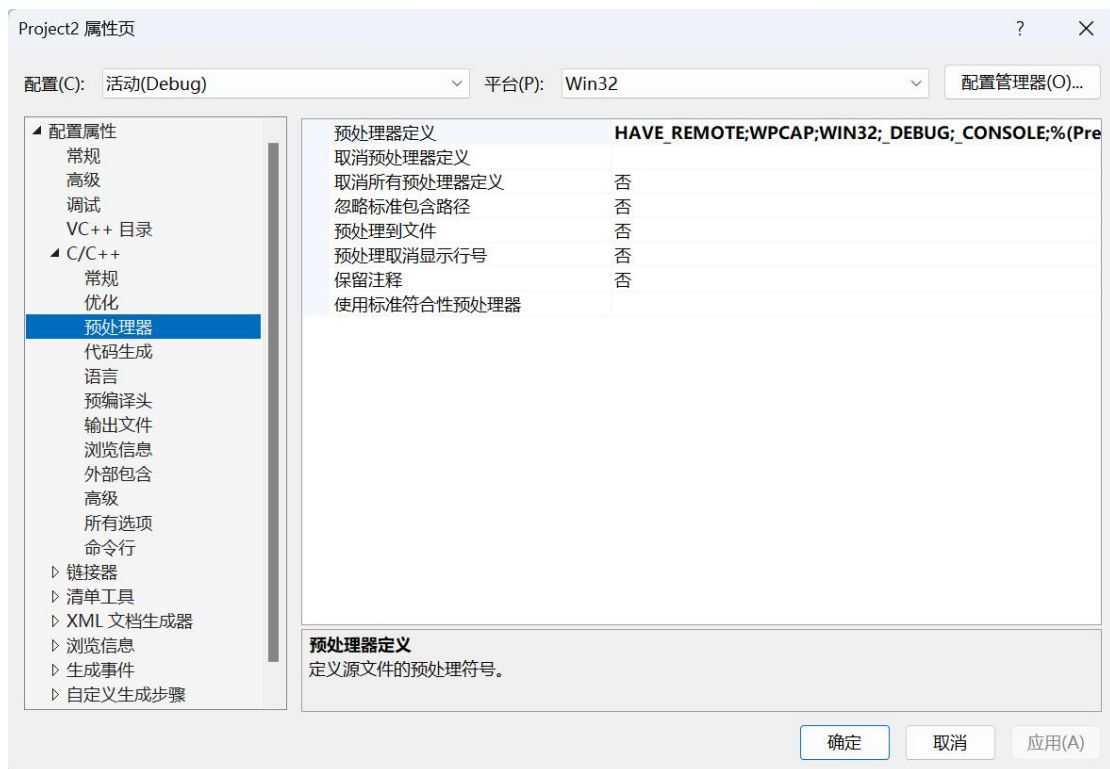 Project2 属性页
?
配置(C):
活动(Debug)
平台(P):
Win32
配置管理器(O)...
配置属性
常规
高级
调试
VC++ 目录
C/C++
常规
优化
预处理器
代码生成
语言
预编译头
输出文件
浏览信息
外部包含
高级
所有选项
命令行
链接器
清单工具
XML 文档生成器
浏览信息
生成事件
自定义生成步骤
预处理器定义 HAVE_REMOTE;WPCAP;WIN32;_DEBUG;_CONSOLE;%(Pre
取消预处理器定义
取消所有预处理器定义 否
忽略标准包含路径 否
预处理到文件 否
预处理取消显示行号 否
保留注释 否
使用标准符合性预处理器
预处理器定义
定义源文件的预处理符号。
确定
取消
应用(A)